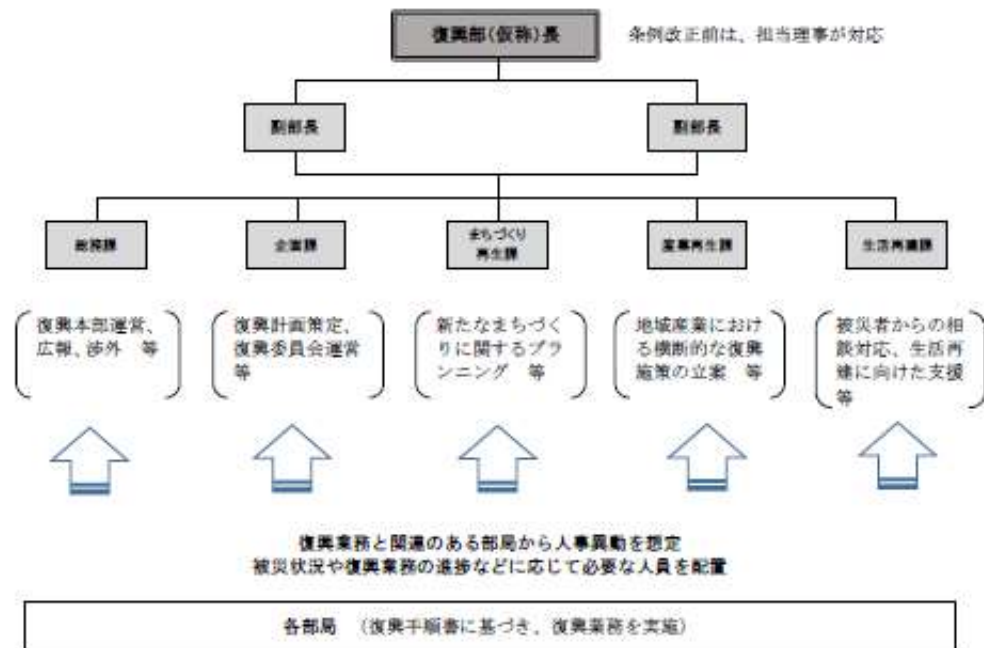 復興部(仮称)長
条例改正前は、担当理事が対応
副部長
副部長
総務課
企画課
まちづくり
再生課
産業再生課
生活再建課
復興本部運営、
広報、渉外　等
復興計画策定、
復興委員会運営
等
新たなまちづく
りに関するプラ
ンニング　等
地域産業におけ
る横断的な復興
施策の立案　等
被災者からの相
談対応、生活再
建に向けた支援
等
復興業務と関連のある部局から人事異動を想定
被災状況や復興業務の進捗などに応じて必要な人員を配置
各部局　(復興手順書に基づき、復興業務を実施)